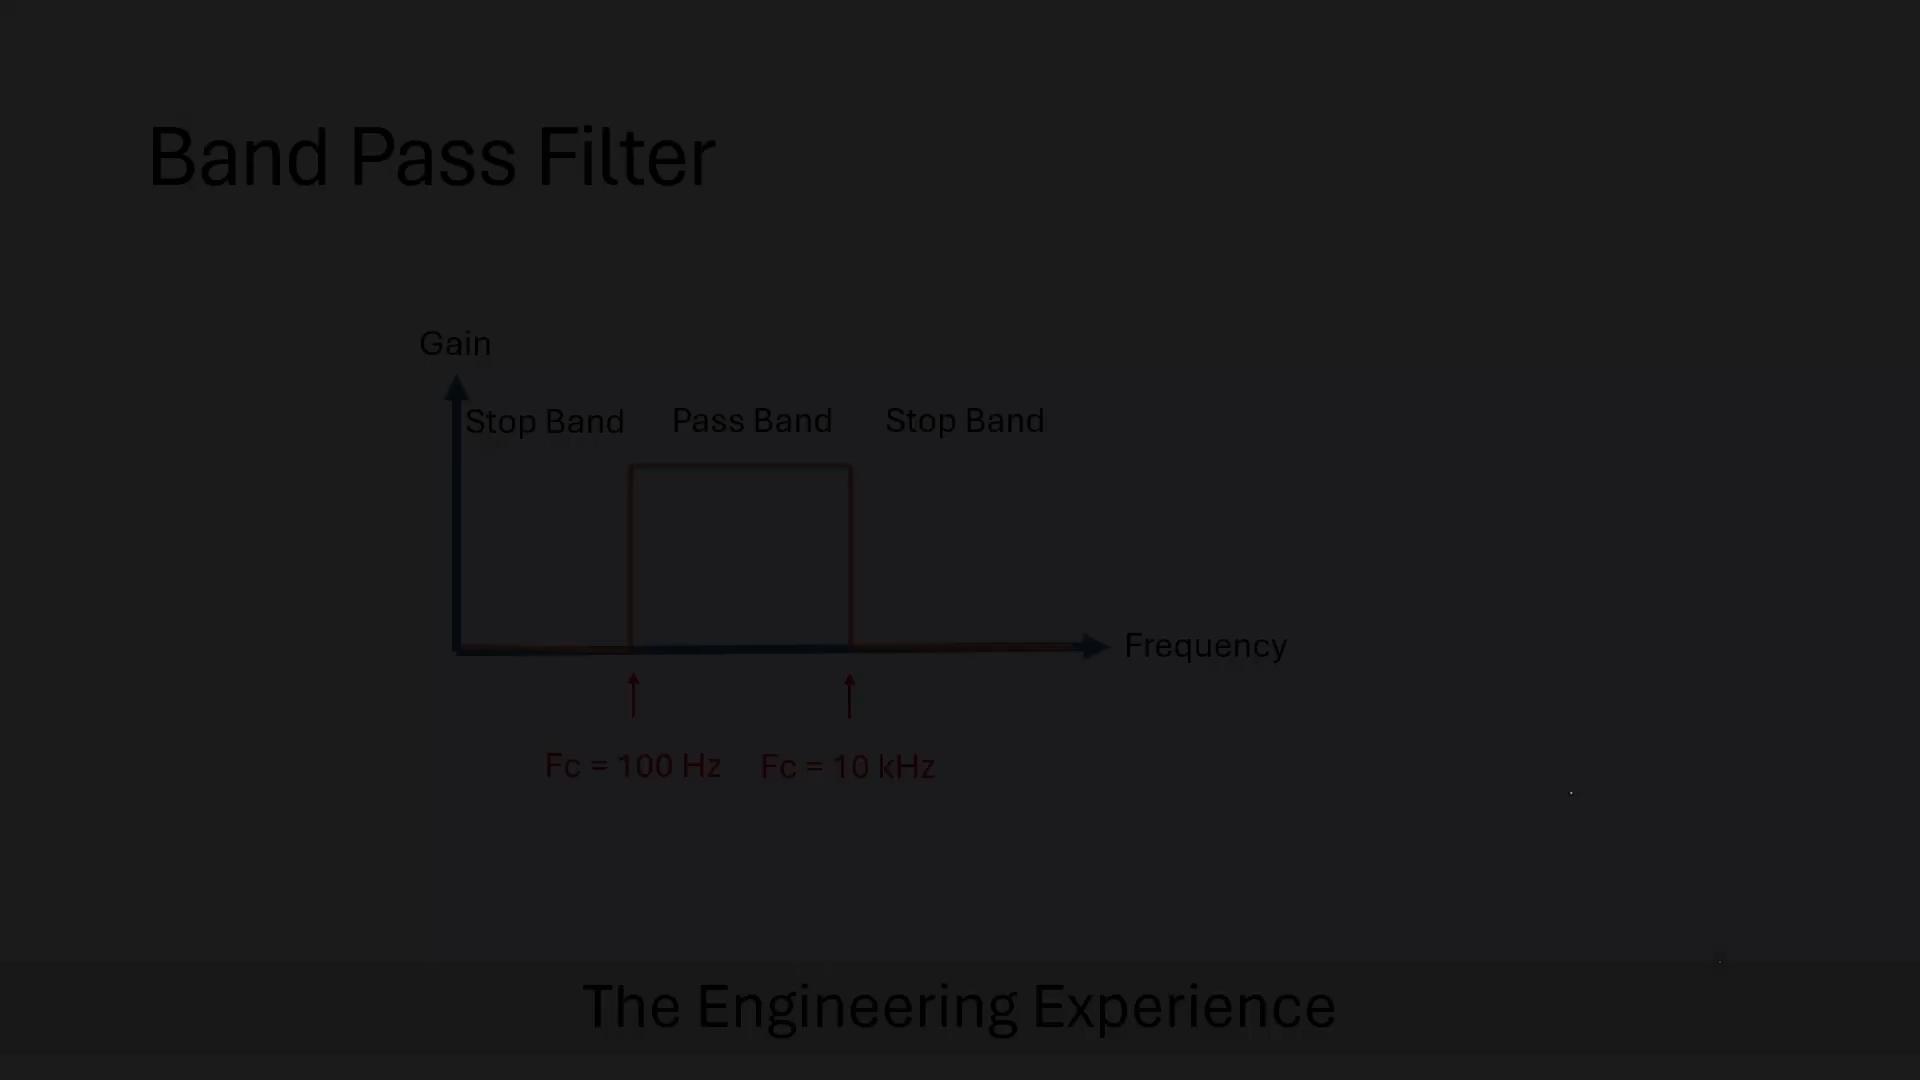 Band Pass Filter
Gain
Stop Band Pass Band Stop Band
Frequency
Fc = 100 Hz Fc = 10 kHz
The Engineering Experience